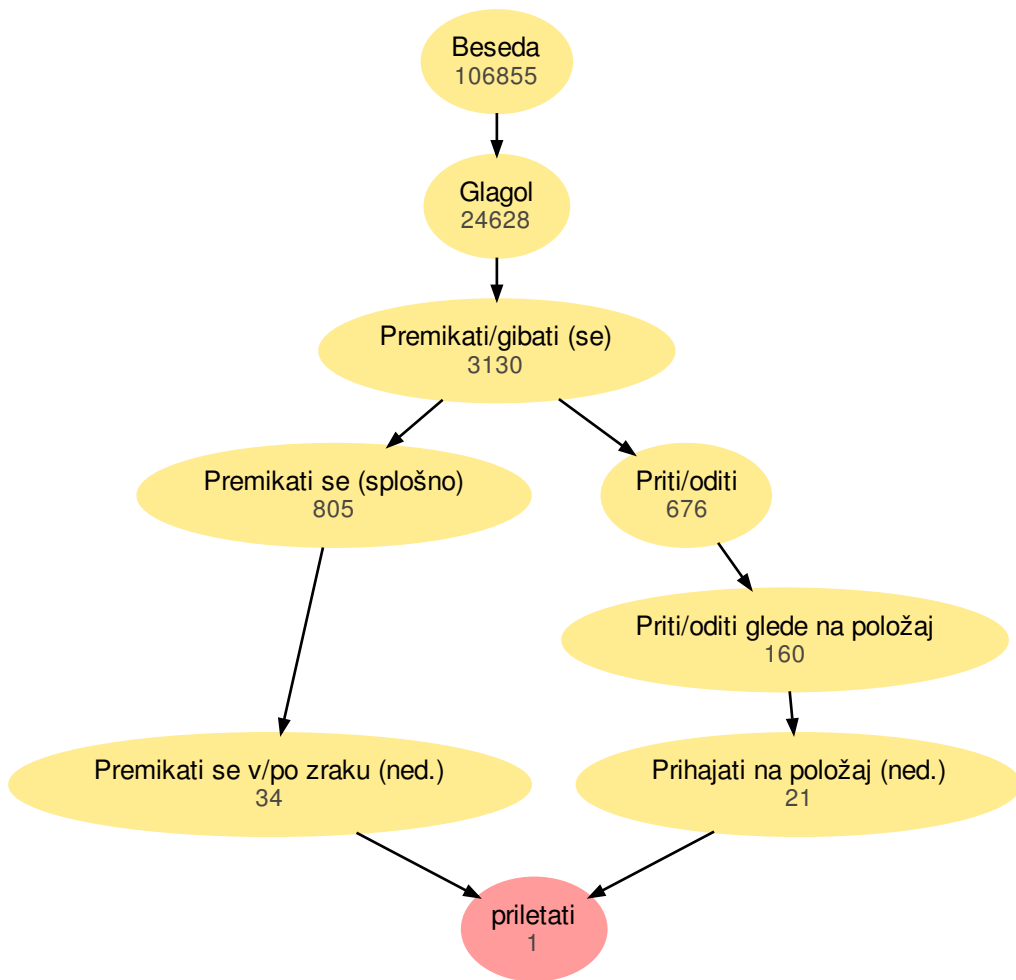 Beseda
106855
Glagol
24628
Premikati/gibati (se)
3130
Premikati se (splošno)
805
Priti/oditi
676
Priti/oditi glede na položaj
160
Premikati se v/po zraku (ned.)
34
Prihajati na položaj (ned.)
21
priletati
1